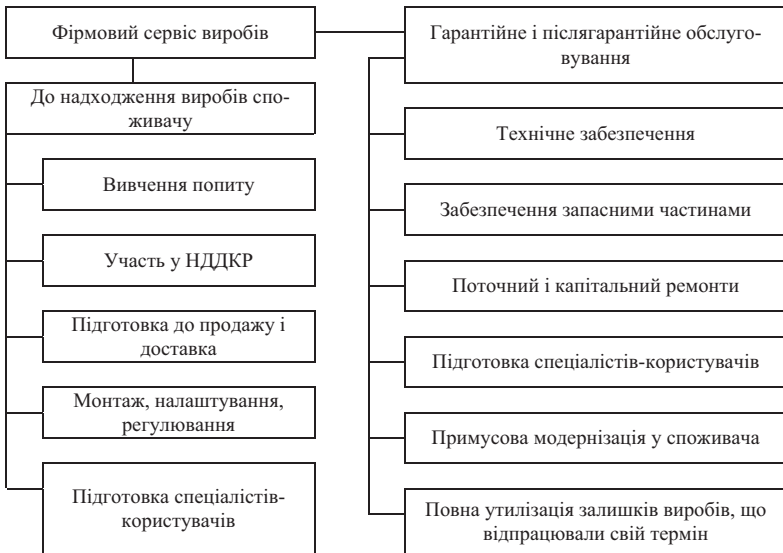 Фірмовий сервіс виробів
До надходження виробів спо-
живачу
Вивчення попиту
Участь у НДДКР
Підготовка до продажу і
доставка
Монтаж, налаштування,
регулювання
Підготовка спеціалістів-
користувачів
Гарантійне і післягарантійне обслуго-
вування
Технічне забезпечення
Забезпечення запасними частинами
Поточний і капітальний ремонти
Підготовка спеціалістів-користувачів
Примусова модернізація у споживача
Повна утилізація залишків виробів, що
відпрацювали свій термін